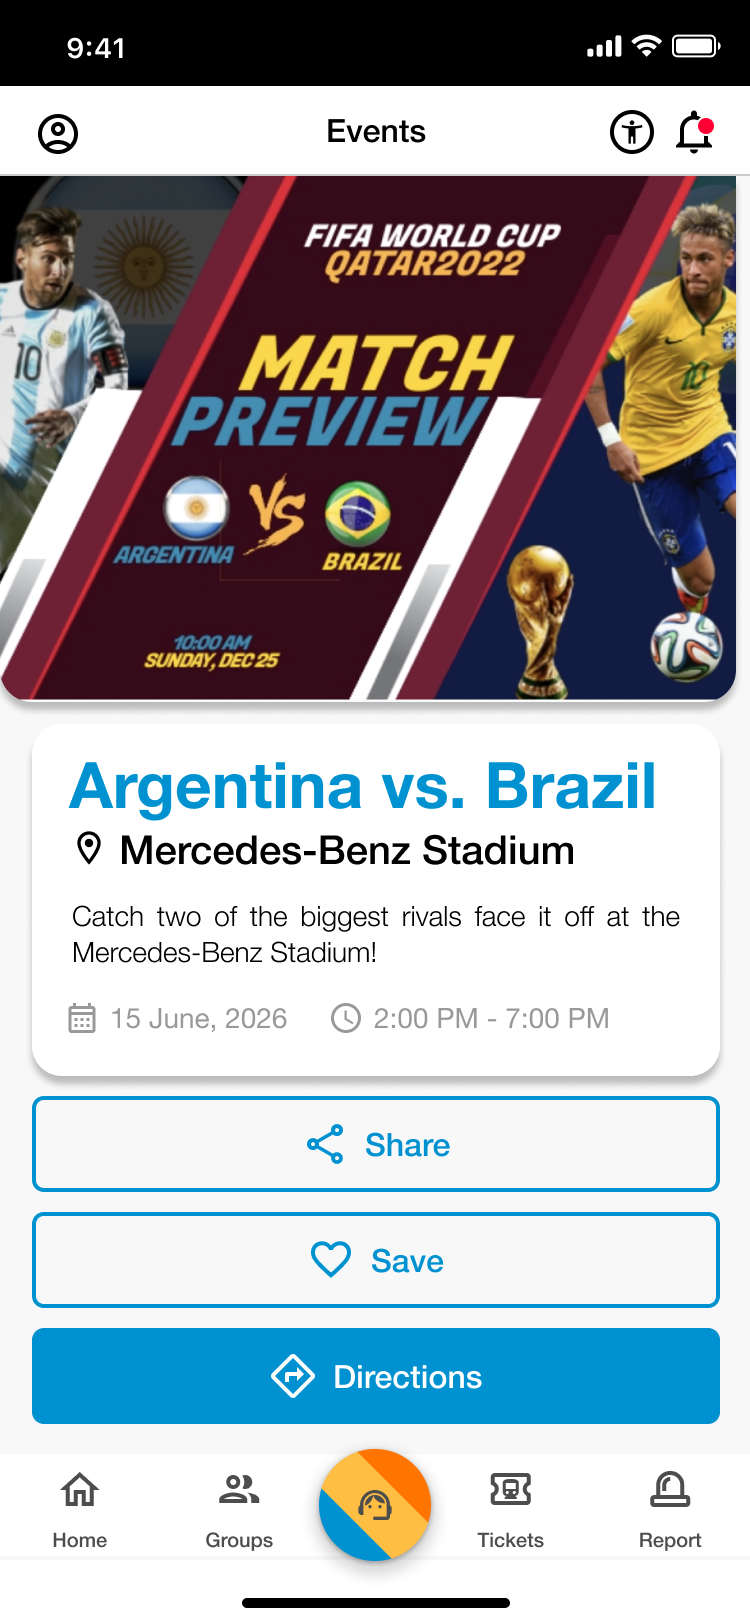 9:41
Events
FIFA WORLD CUP
QATAR2022
MATCH
PREVIEW
10
10
VS
ARGENTINA
BRAZIL
10:00 AM
SUNDAY, DEC 25
Argentina vs. Brazil
Mercedes-Benz Stadium
Catch two of the biggest rivals face it off at the
Mercedes-Benz Stadium!
15 June, 2026
2:00 PM - 7:00 PM
Share
Save
Directions
Home
Groups
Tickets
Report